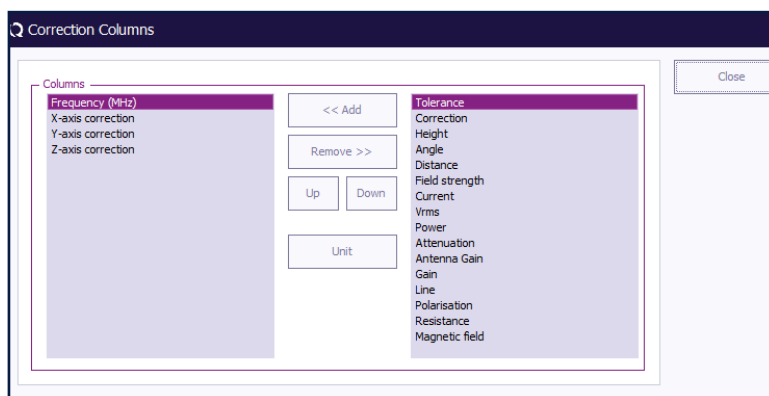 Correction Columns
Close
Columns
Frequency (MHz)
X-axis correction
Y-axis correction
Z-axis correction
<< Add
Remove >>
Up
Down
Unit
Tolerance
Correction
Height
Angle
Distance
Field strength
Current
Vrms
Power
Attenuation
Antenna Gain
Gain
Line
Polarisation
Resistance
Magnetic field